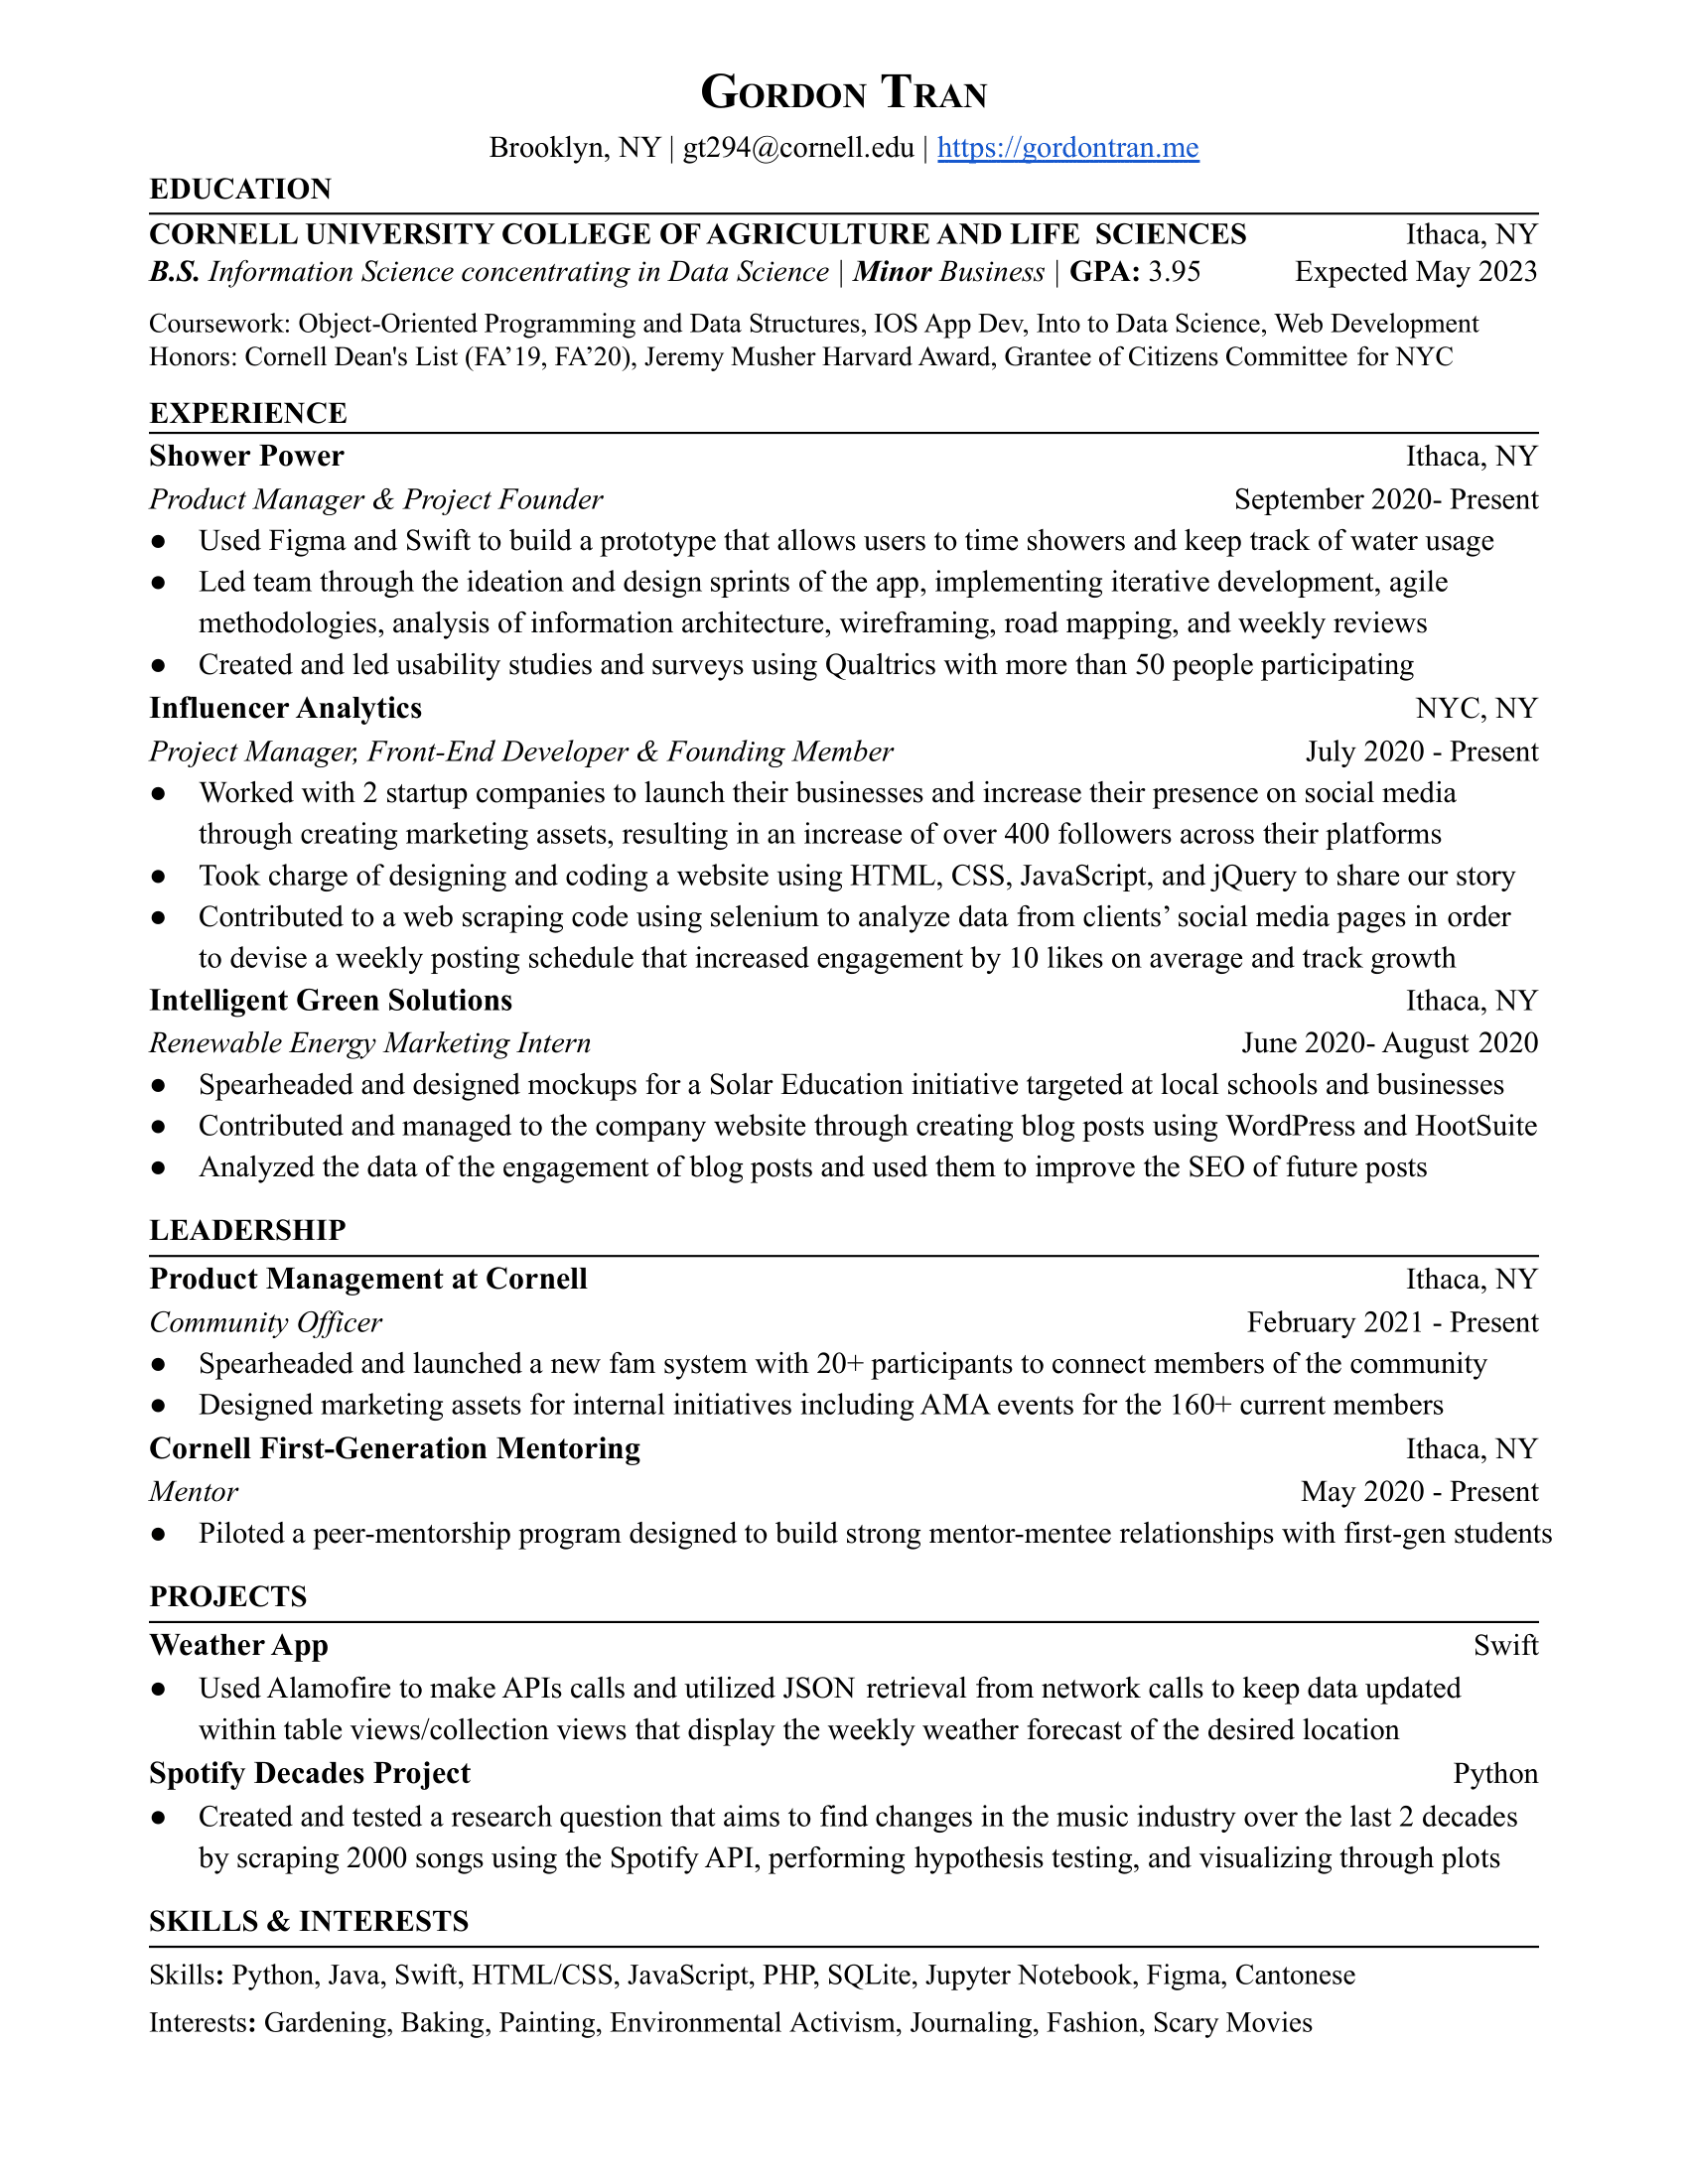 GORDON TRAN
Brooklyn, NY | gt294@cornell.edu | https://gordontran.me
EDUCATION
CORNELL UNIVERSITY COLLEGE OF AGRICULTURE AND LIFE SCIENCES Ithaca, NY
B.S. Information Science concentrating in Data Science | Minor Business | GPA: 3.95 Expected May 2023
Coursework: Object-Oriented Programming and Data Structures, IOS App Dev, Into to Data Science, Web Development
Honors: Cornell Dean's List (FA’19, FA’20), Jeremy Musher Harvard Award, Grantee of Citizens Committee for NYC
EXPERIENCE
Shower Power Ithaca, NY
Product Manager & Project Founder September 2020- Present
● Used Figma and Swift to build a prototype that allows users to time showers and keep track of water usage
● Led team through the ideation and design sprints of the app, implementing iterative development, agile
methodologies, analysis of information architecture, wireframing, road mapping, and weekly reviews
● Created and led usability studies and surveys using Qualtrics with more than 50 people participating
Influencer Analytics NYC, NY
Project Manager, Front-End Developer & Founding Member July 2020 - Present
● Worked with 2 startup companies to launch their businesses and increase their presence on social media
through creating marketing assets, resulting in an increase of over 400 followers across their platforms
● Took charge of designing and coding a website using HTML, CSS, JavaScript, and jQuery to share our story
● Contributed to a web scraping code using selenium to analyze data from clients’ social media pages in order
to devise a weekly posting schedule that increased engagement by 10 likes on average and track growth
Intelligent Green Solutions Ithaca, NY
Renewable Energy Marketing Intern June 2020- August 2020
● Spearheaded and designed mockups for a Solar Education initiative targeted at local schools and businesses
● Contributed and managed to the company website through creating blog posts using WordPress and HootSuite
● Analyzed the data of the engagement of blog posts and used them to improve the SEO of future posts
LEADERSHIP
Product Management at Cornell Ithaca, NY
Community Officer February 2021 - Present
● Spearheaded and launched a new fam system with 20+ participants to connect members of the community
● Designed marketing assets for internal initiatives including AMA events for the 160+ current members
Cornell First-Generation Mentoring Ithaca, NY
Mentor May 2020 - Present
● Piloted a peer-mentorship program designed to build strong mentor-mentee relationships with first-gen students
PROJECTS
Weather App Swift
● Used Alamofire to make APIs calls and utilized JSON retrieval from network calls to keep data updated
within table views/collection views that display the weekly weather forecast of the desired location
Spotify Decades Project Python
● Created and tested a research question that aims to find changes in the music industry over the last 2 decades
by scraping 2000 songs using the Spotify API, performing hypothesis testing, and visualizing through plots
SKILLS & INTERESTS
Skills: Python, Java, Swift, HTML/CSS, JavaScript, PHP, SQLite, Jupyter Notebook, Figma, Cantonese
Interests: Gardening, Baking, Painting, Environmental Activism, Journaling, Fashion, Scary Movies